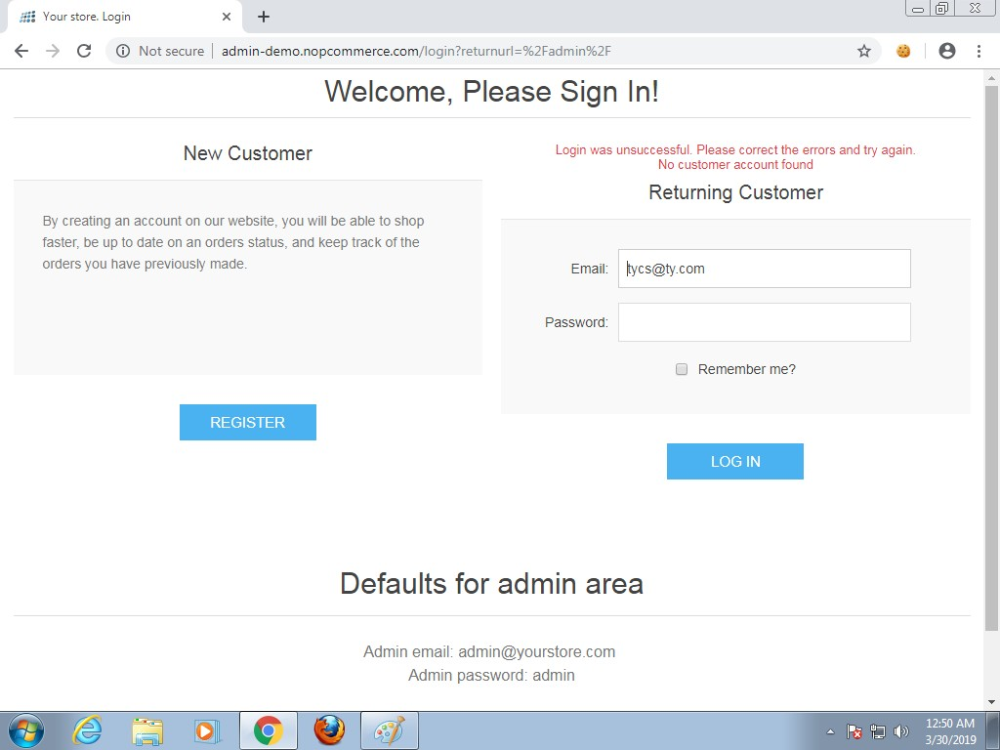 Your store. Login
Not secure
admin-demo.nopcommerce.com/login?returnurl=%2Fadmin%2F
Welcome, Please Sign In!
New Customer
By creating an account on our website, you will be able to shop
faster, be up to date on an orders status, and keep track of the
orders you have previously made.
REGISTER
Login was unsuccessful. Please correct the errors and try again.
No customer account found
Returning Customer
Email:
tycs@ty.com
Password:
Remember me?
LOG IN
Defaults for admin area
Admin email: admin@yourstore.com
Admin password: admin
12:50 AM
3/30/2019